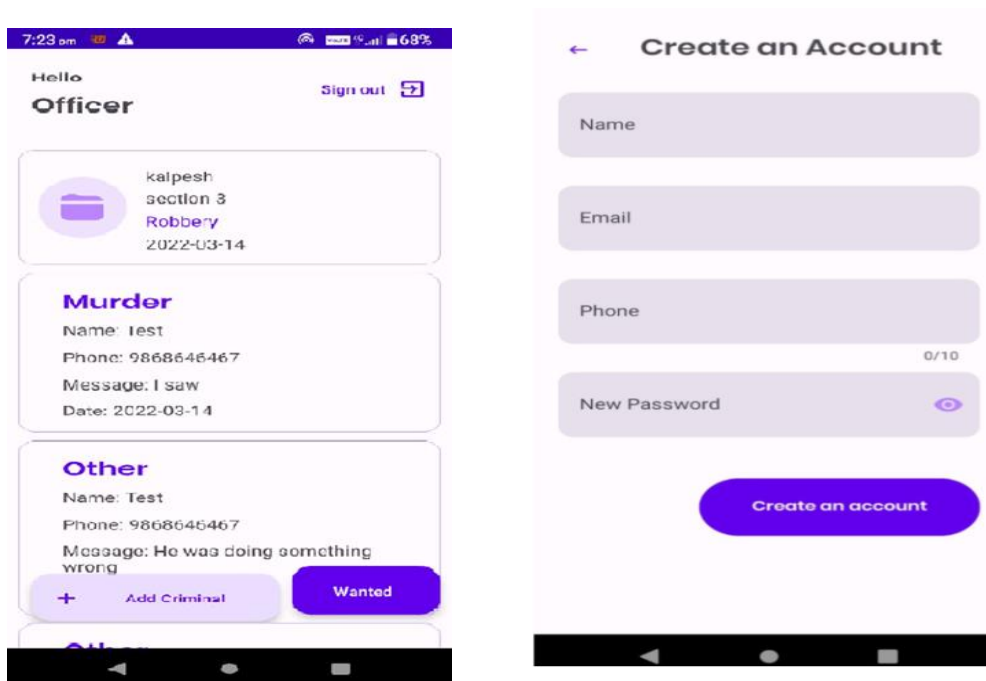 7:23 pm 68%
Hello
Officer
Sign out
kalpesh
section 3
Robbery
2022-03-14
Murder
Name: Test
Phone: 9868646467
Message: I saw
Date: 2022-03-14
Other
Name: Test
Phone: 9868646467
Message: He was doing something
wrong
+ Add Criminal
Wanted
Other
← Create an Account
Name
Email
Phone
0/10
New Password
Create an account